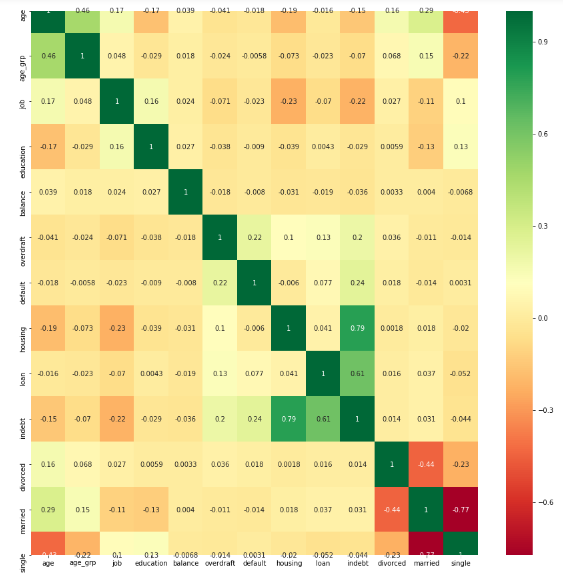 age 1 0.46 0.17 -0.17 0.039 -0.041 -0.018 -0.19 -0.016 -0.15 0.16 0.29 -0.43
age_grp 0.46 1 0.048 -0.029 0.018 -0.024 -0.0058 -0.073 -0.023 -0.07 0.068 0.15 -0.22
job 0.17 0.048 1 0.16 0.024 -0.071 -0.023 -0.23 -0.07 -0.22 0.027 -0.11 0.1
education -0.17 -0.029 0.16 1 0.027 -0.038 -0.009 -0.039 0.0043 -0.029 0.0059 -0.13 0.13
balance 0.039 0.018 0.024 0.027 1 -0.018 -0.008 -0.031 -0.019 -0.036 0.0033 0.004 -0.0068
overdraft -0.041 -0.024 -0.071 -0.038 -0.018 1 0.22 0.1 0.13 0.2 0.036 -0.011 -0.014
default -0.018 -0.0058 -0.023 -0.009 -0.008 0.22 1 -0.006 0.077 0.24 0.018 -0.014 0.0031
housing -0.19 -0.073 -0.23 -0.039 -0.031 0.1 -0.006 1 0.041 0.79 0.0018 0.018 -0.02
loan -0.016 -0.023 -0.07 0.0043 -0.019 0.13 0.077 0.041 1 0.61 0.016 0.037 -0.052
indebt -0.15 -0.07 -0.22 -0.029 -0.036 0.2 0.24 0.79 0.61 1 0.014 0.031 -0.044
divorced 0.16 0.068 0.027 0.0059 0.0033 0.036 0.018 0.0018 0.016 0.014 1 -0.44 -0.23
married 0.29 0.15 -0.11 -0.13 0.004 -0.011 -0.014 0.018 0.037 0.031 -0.44 1 -0.77
single -0.43 -0.22 0.1 0.13 -0.0068 -0.014 0.0031 -0.02 -0.052 -0.044 -0.23 -0.77 1
age age_grp job education balance overdraft default housing loan indebt divorced married single
0.9
0.6
0.3
0.0
-0.3
-0.6